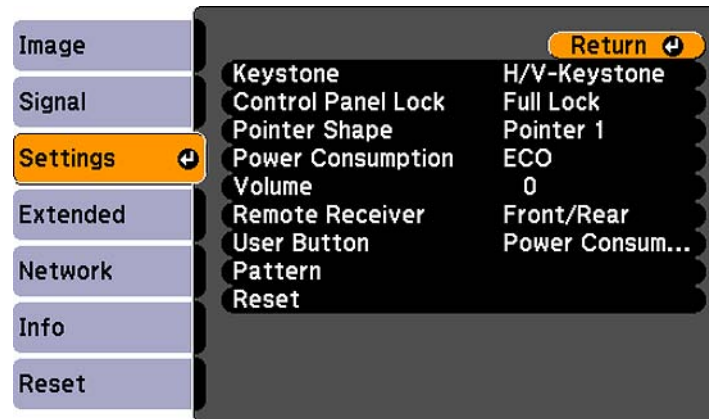 Image
Signal
Settings
Extended
Network
Info
Reset
Return
Keystone H/V-Keystone
Control Panel Lock Full Lock
Pointer Shape Pointer 1
Power Consumption ECO
Volume 0
Remote Receiver Front/Rear
User Button Power Consum...
Pattern
Reset